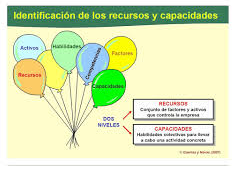 Identificación de los recursos y capacidades
Activos
Habilidades
Competencias
Factores
Recursos
Capacidades
DOS
NIVELES
RECURSOS
Conjunto de factores y activos
que controla la empresa
CAPACIDADES
Habilidades colectivas para llevar
a cabo una actividad concreta